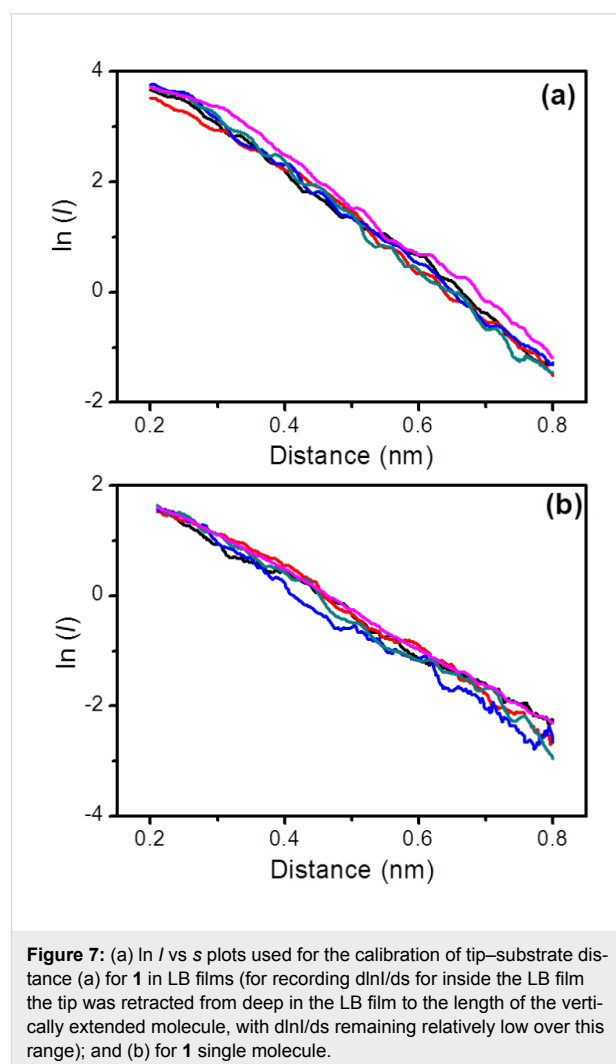 4
(a)
2
ln (I)
0
-2
0.2
0.4
0.6
0.8
Distance (nm)
2
(b)
0
ln (I)
-2
-4
0.2
0.4
0.6
0.8
Distance (nm)
Figure 7: (a) ln I vs s plots used for the calibration of tip–substrate dis-
tance (a) for 1 in LB films (for recording dlnI/ds for inside the LB film
the tip was retracted from deep in the LB film to the length of the verti-
cally extended molecule, with dlnI/ds remaining relatively low over this
range); and (b) for 1 single molecule.